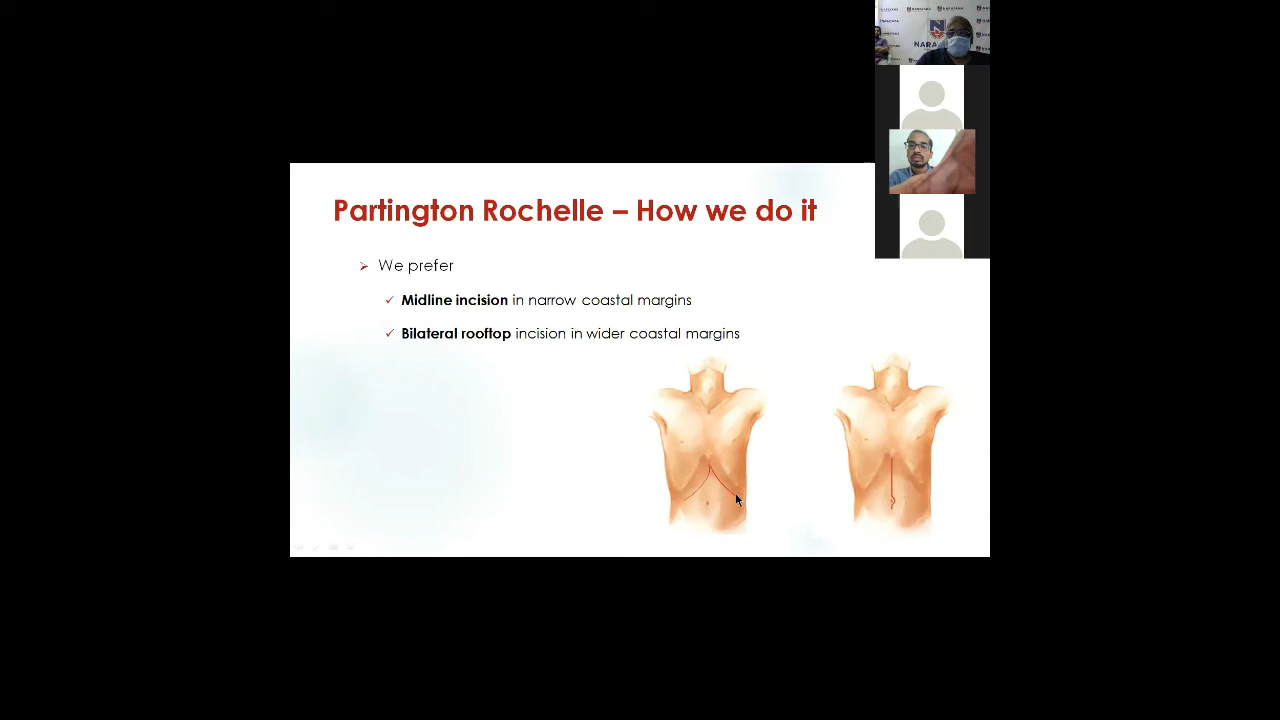 Partington Rochelle – How we do it
We prefer
Midline incision in narrow coastal margins
Bilateral rooftop incision in wider coastal margins
N
NARA